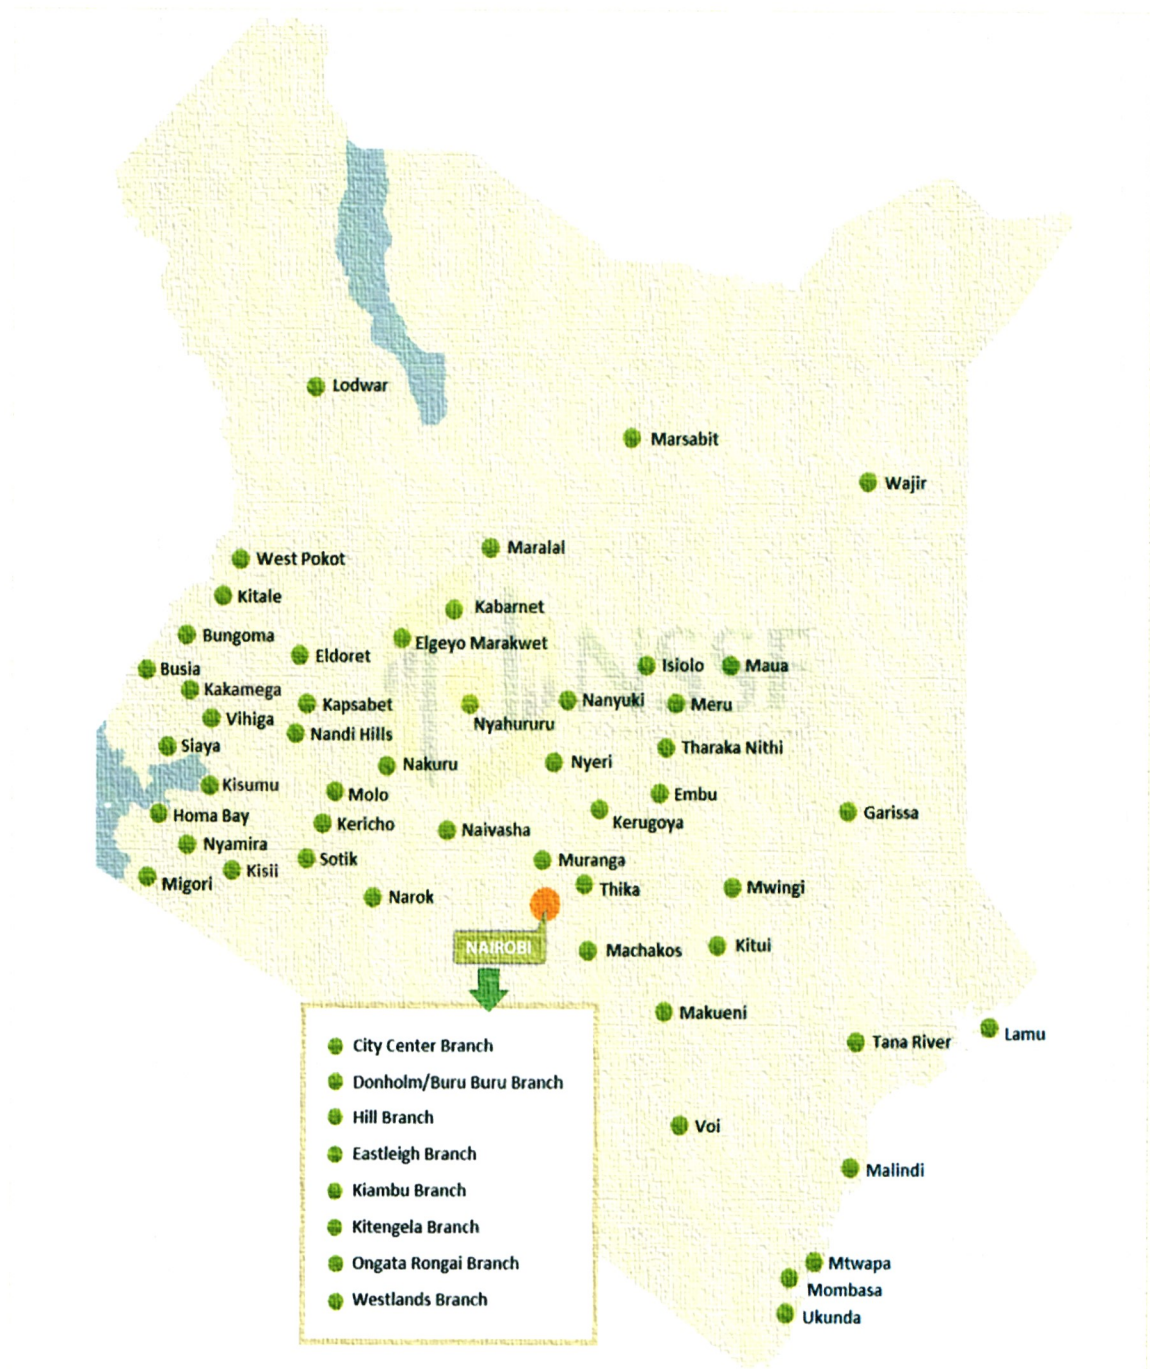 Lodwar
Marsabit
Wajir
Maralal
West Pokot
Kitale
Kabarnet
Bungoma
Elgeyo Marakwet
Eldoret
Busia
Isiolo
Maua
Kakamega
Kapsabet
Nanyuki
Meru
Vihiga
Nyahururu
Nandi Hills
Siaya
Tharaka Nithi
Nakuru
Nyeri
Kisumu
Molo
Embu
Homa Bay
Kericho
Kerugoya
Garissa
Naivasha
Nyamira
Sotik
Muranga
Kisii
Migori
Thika
Mwingi
Narok
NAIROBI
Machakos
Kitui
Makueni
Tana River
Lamu
City Center Branch
Donholm/Buru Buru Branch
Hill Branch
Eastleigh Branch
Kiambu Branch
Kitengela Branch
Ongata Rongai Branch
Westlands Branch
Voi
Malindi
Mtwapa
Mombasa
Ukunda
NSSF